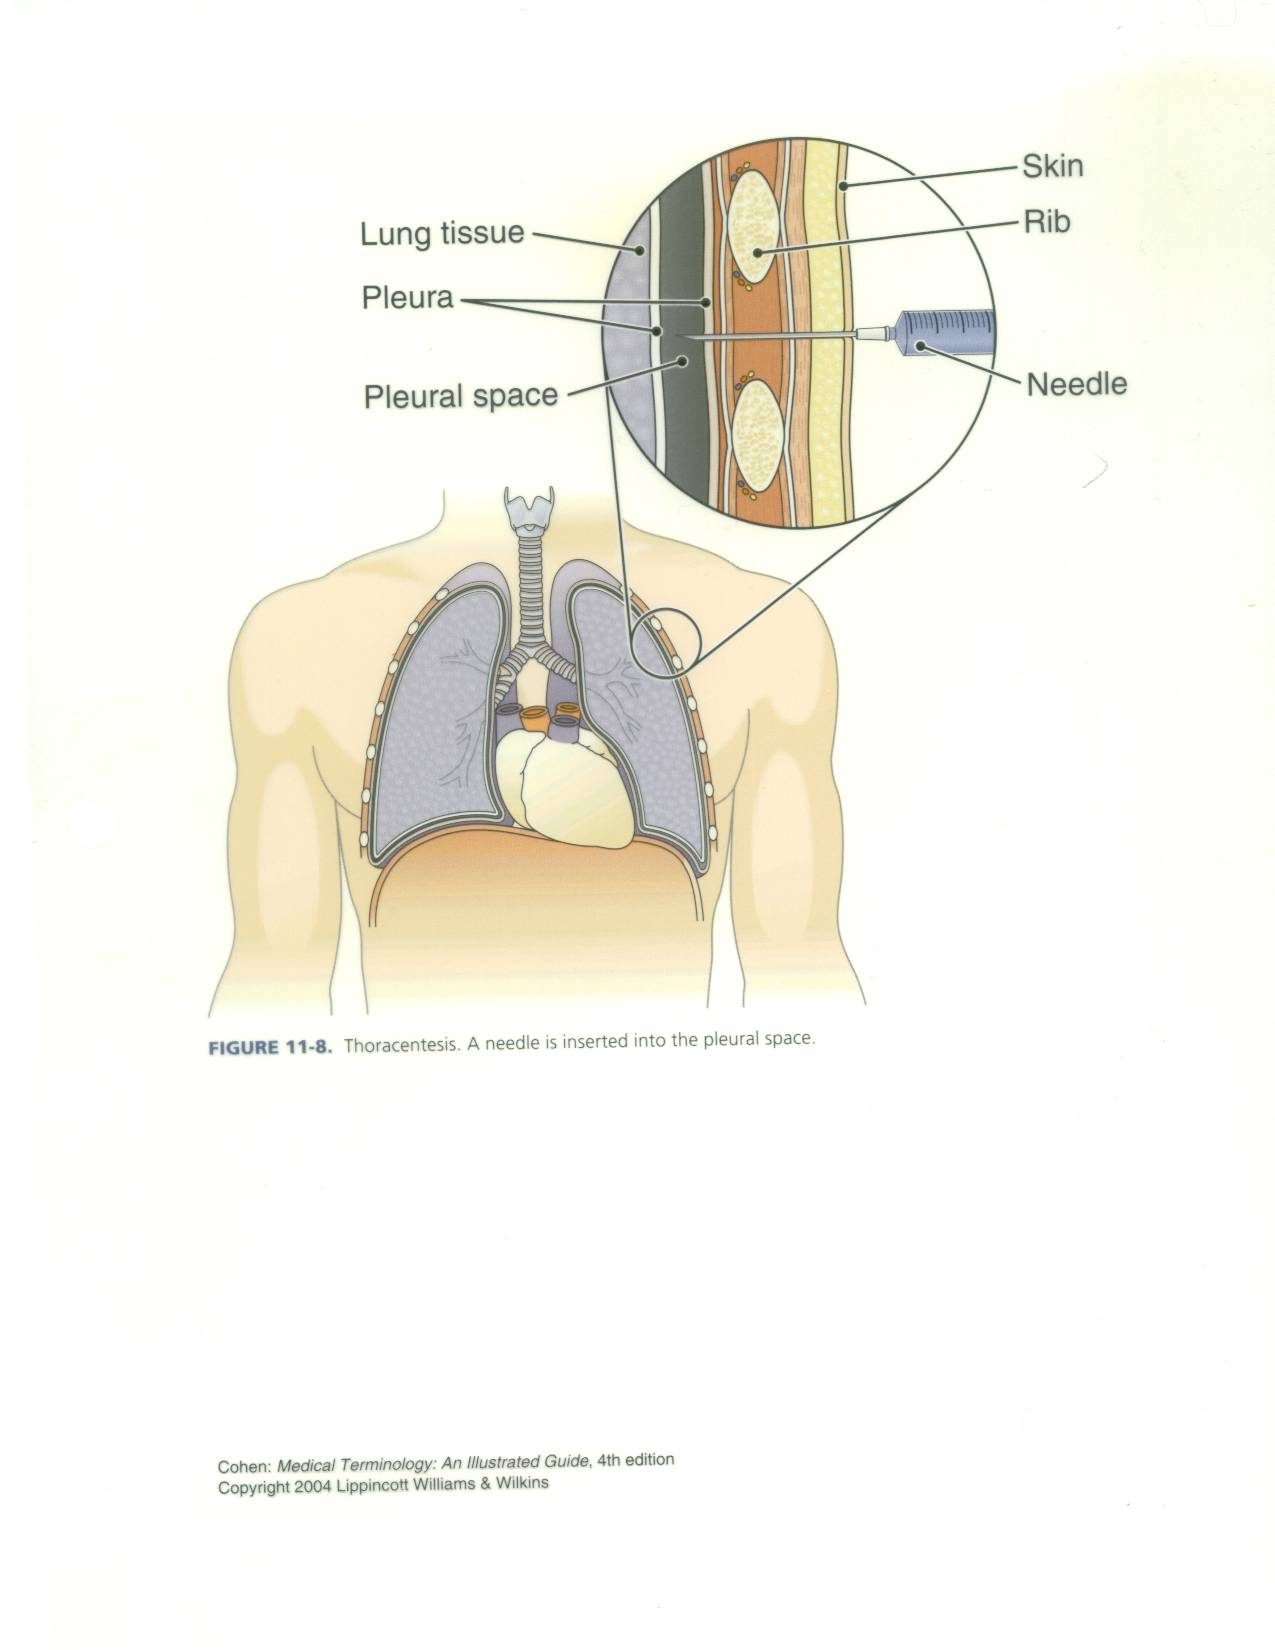 Skin
Rib
Lung tissue
Pleura
Pleural space
Needle
FIGURE 11-8. Thoracentesis. A needle is inserted into the pleural space.
Cohen: Medical Terminology: An Illustrated Guide, 4th edition
Copyright 2004 Lippincott Williams & Wilkins